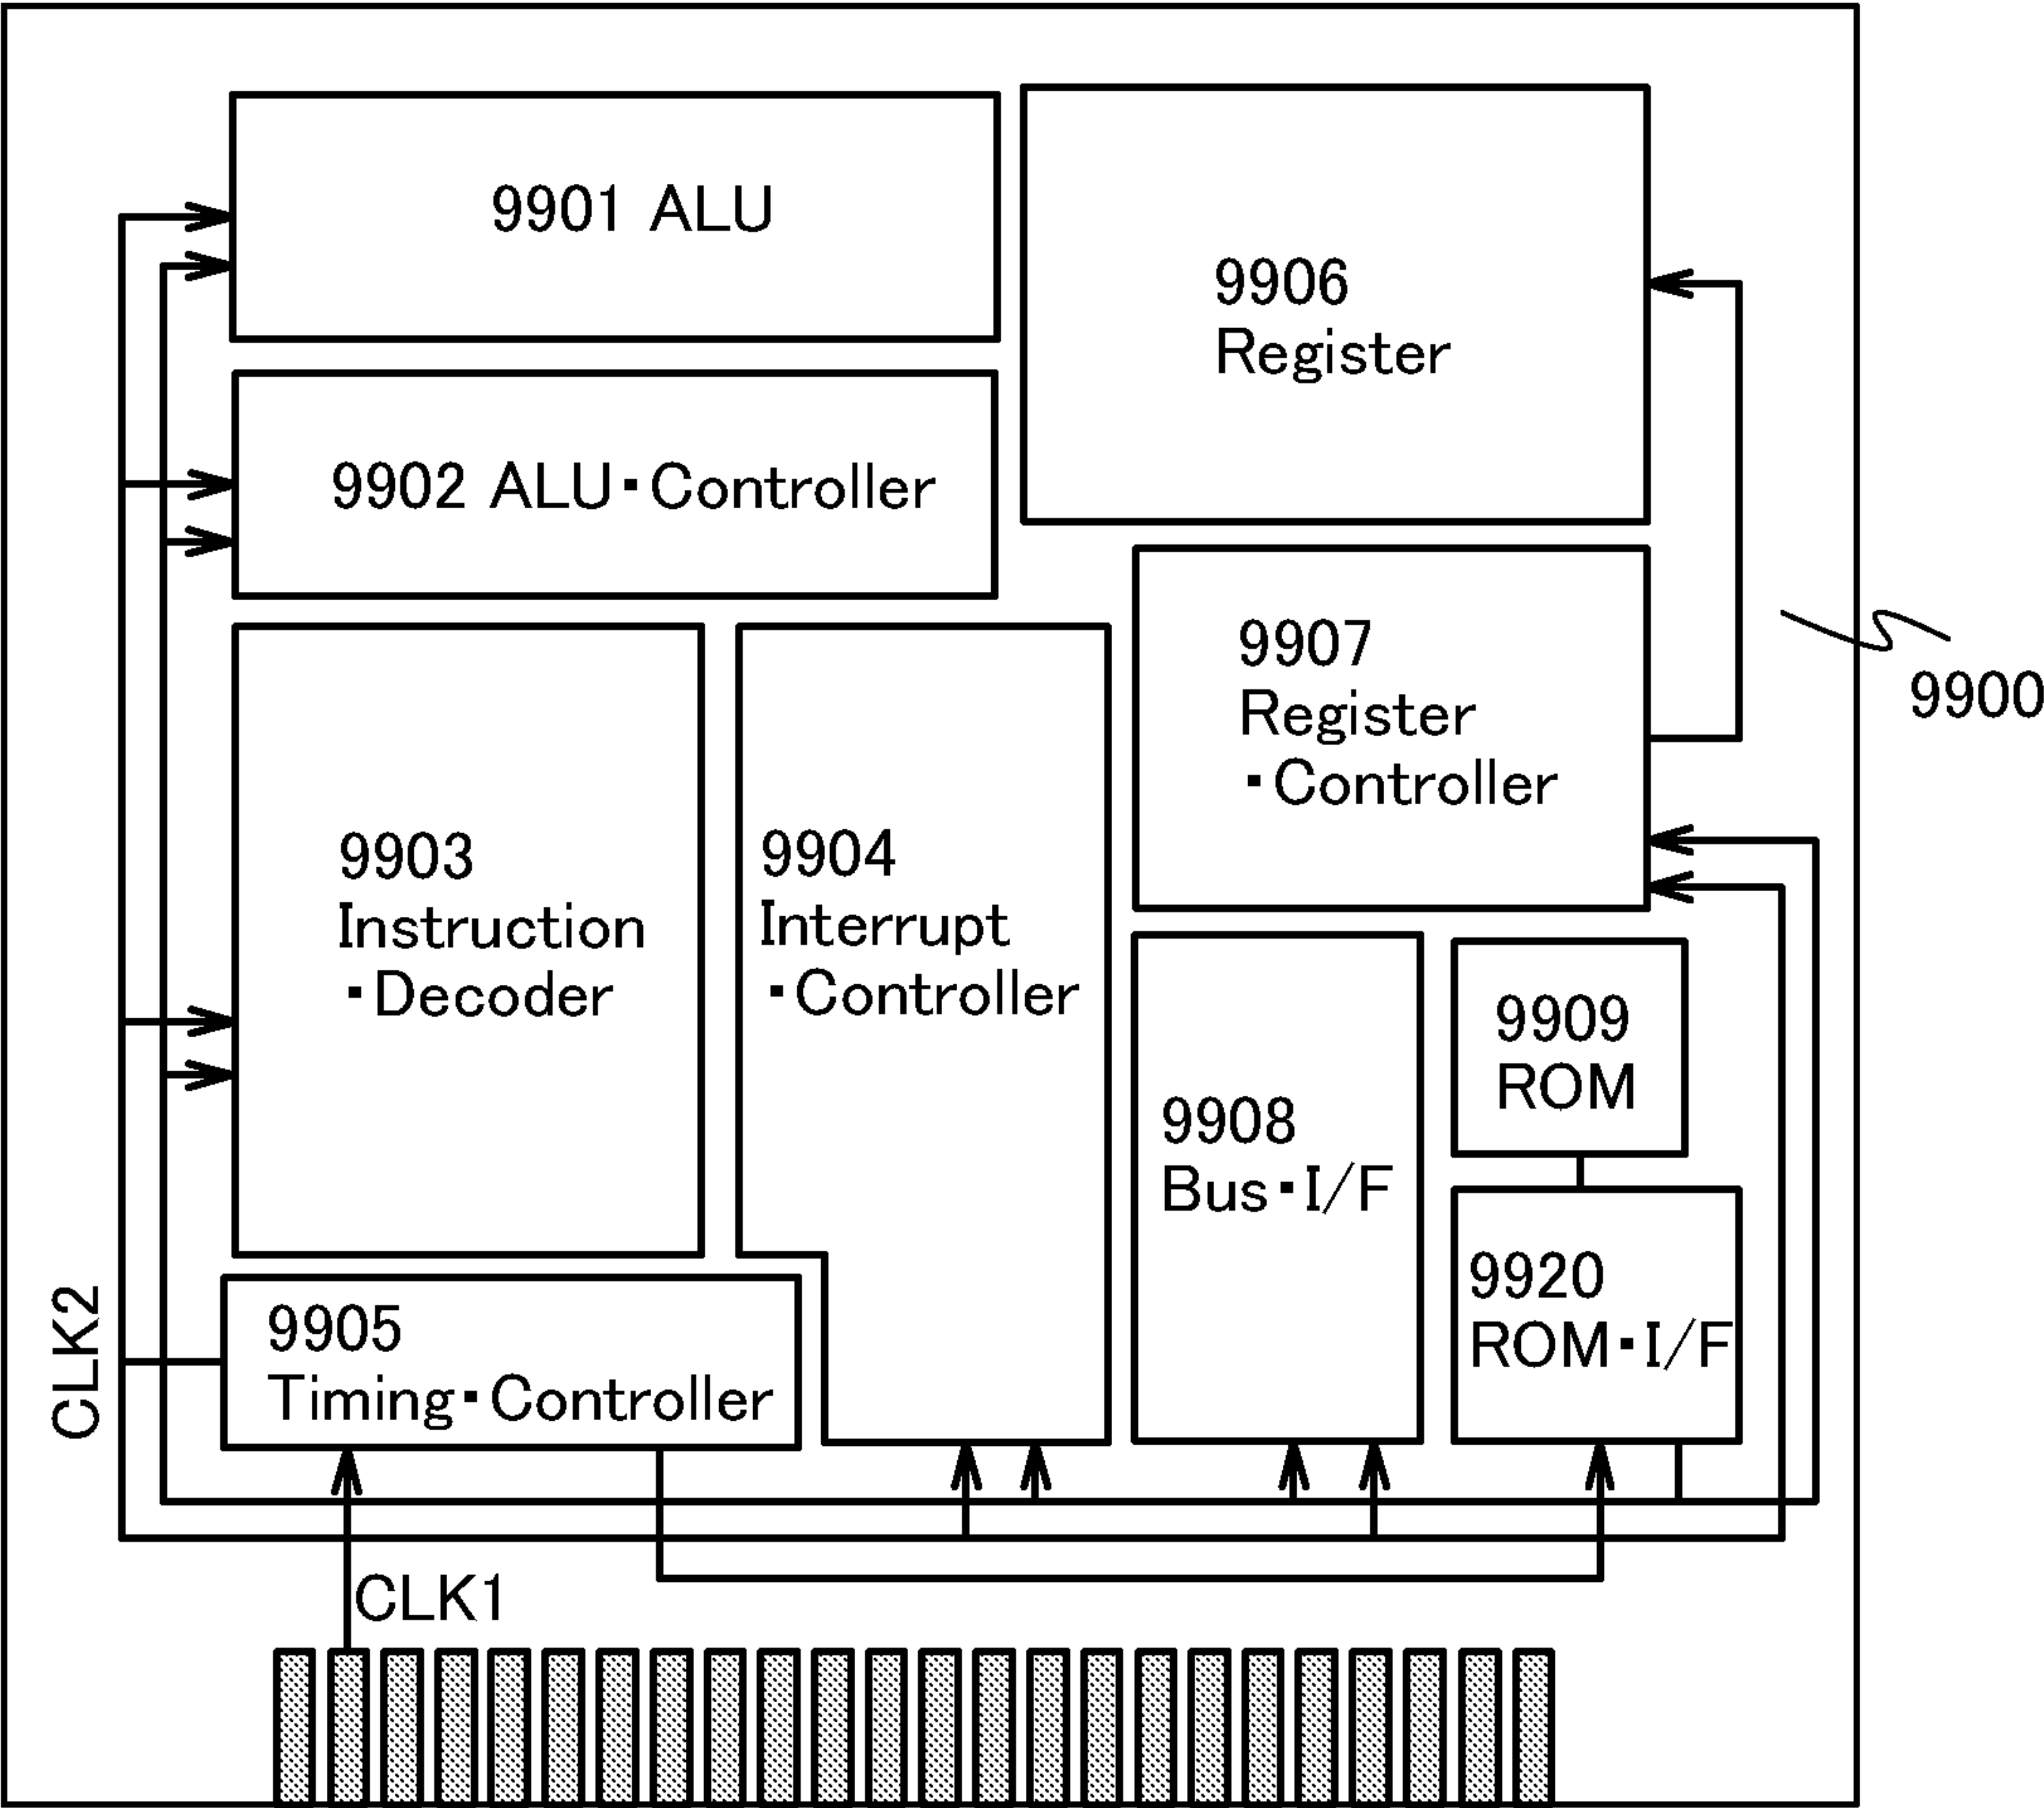 9901 ALU
9906
Register
9902 ALU・Controller
9907
Register
・Controller
9900
9903
Instruction
・Decoder
9904
Interrupt
・Controller
9909
ROM
9908
Bus・I/F
9920
ROM・I/F
9905
Timing・Controller
CLK2
CLK1